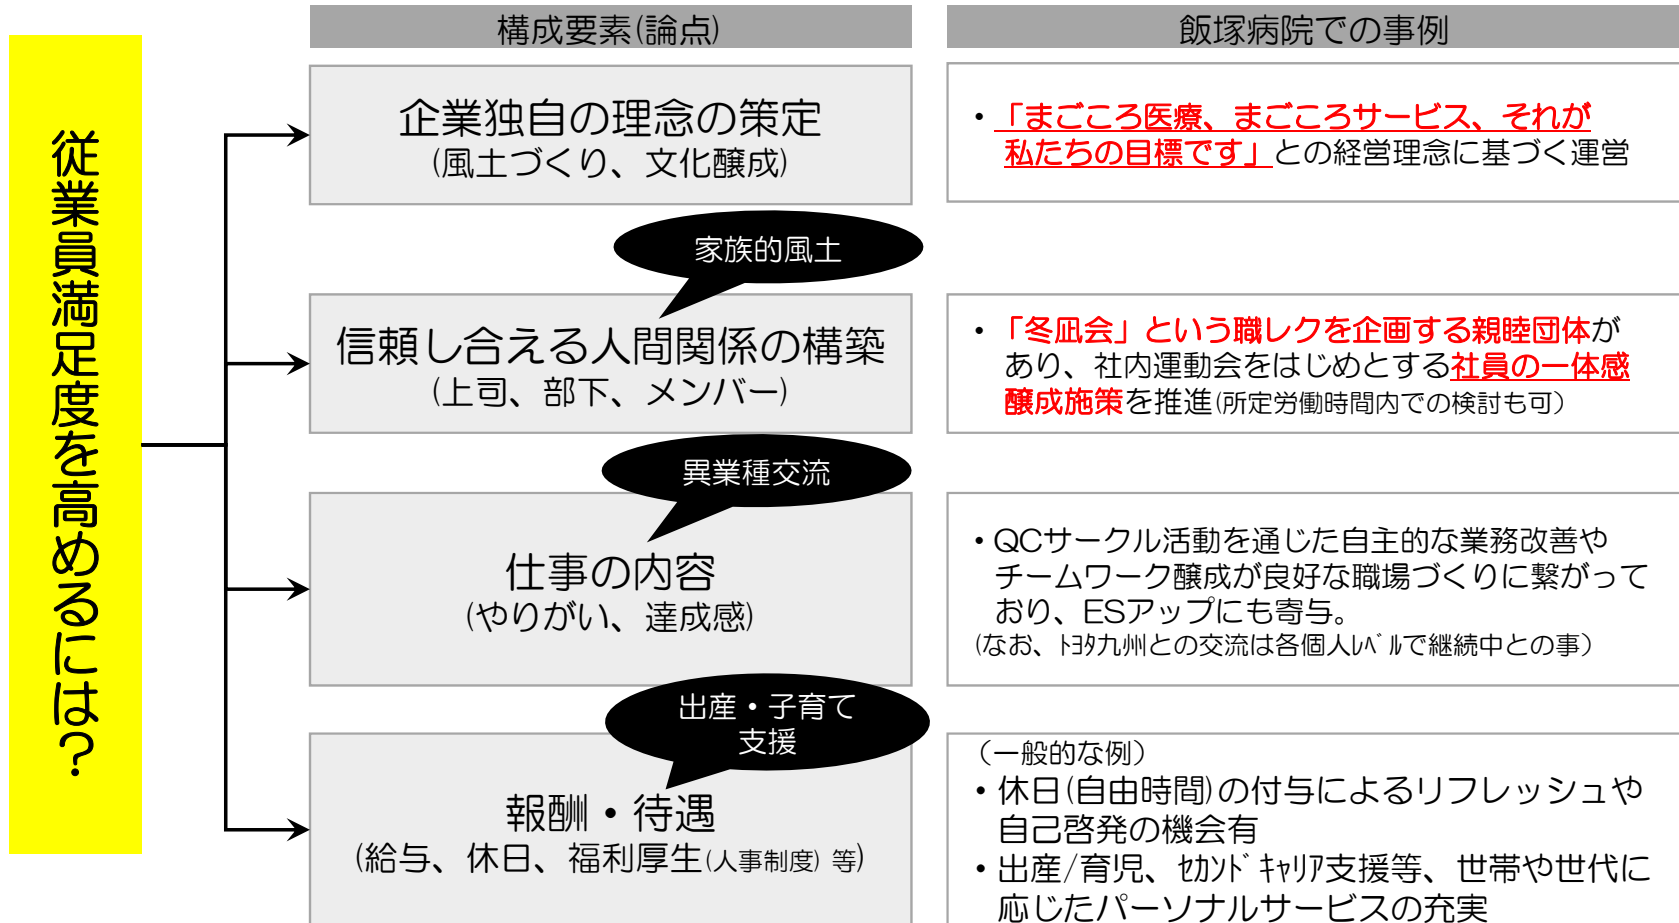 構成要素(論点)
飯塚病院での事例
従業員満足度を高めるには？
企業独自の理念の策定
(風土づくり、文化醸成)
・「まごころ医療、まごころサービス、それが
私たちの目標です」との経営理念に基づく運営
家族的風土
信頼し合える人間関係の構築
(上司、部下、メンバー)
・「冬凪会」という職レクを企画する親睦団体が
あり、社内運動会をはじめとする社員の一体感
醸成施策を推進(所定労働時間内での検討も可)
異業種交流
仕事の内容
(やりがい、達成感)
・QCサークル活動を通じた自主的な業務改善や
チームワーク醸成が良好な職場づくりに繋がって
おり、ESアップにも寄与。
(なお、ﾄﾖﾀ九州との交流は各個人ﾚﾍﾞﾙで継続中との事)
出産・子育て
支援
報酬・待遇
(給与、休日、福利厚生(人事制度) 等)
(一般的な例)
・休日(自由時間)の付与によるリフレッシュや
自己啓発の機会有
・出産/育児、ｾｶﾝﾄﾞｷｬﾘｱ支援等、世帯や世代に
応じたパーソナルサービスの充実